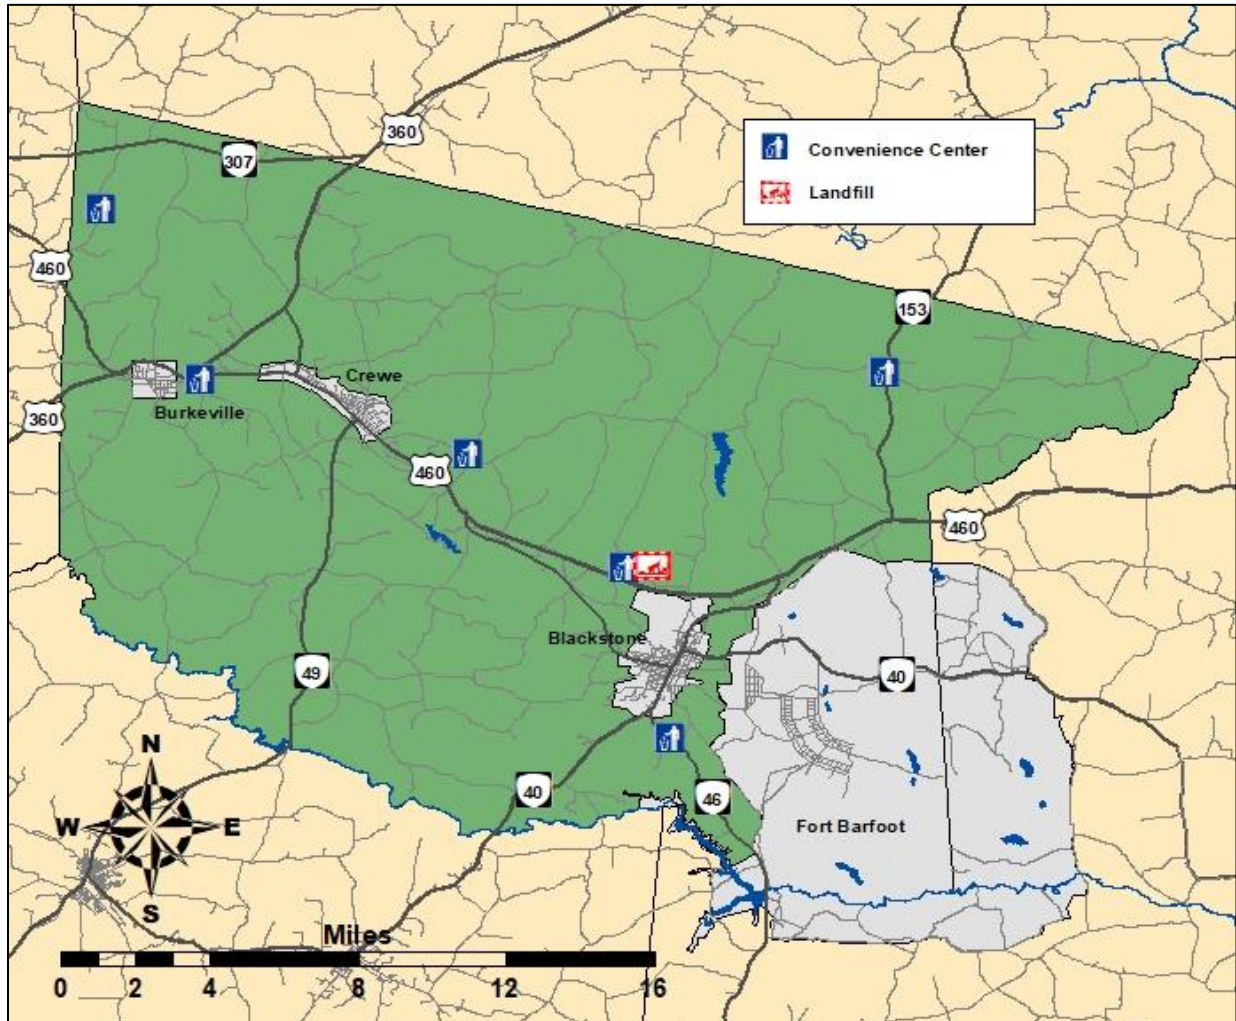 360
307
Convenience Center
Landfill
460
153
Crewe
Burkeville
360
460
460
Blackstone
49
40
40
46
Fort Barfoot
N
W
E
S
Miles
0
2
4
8
12
16